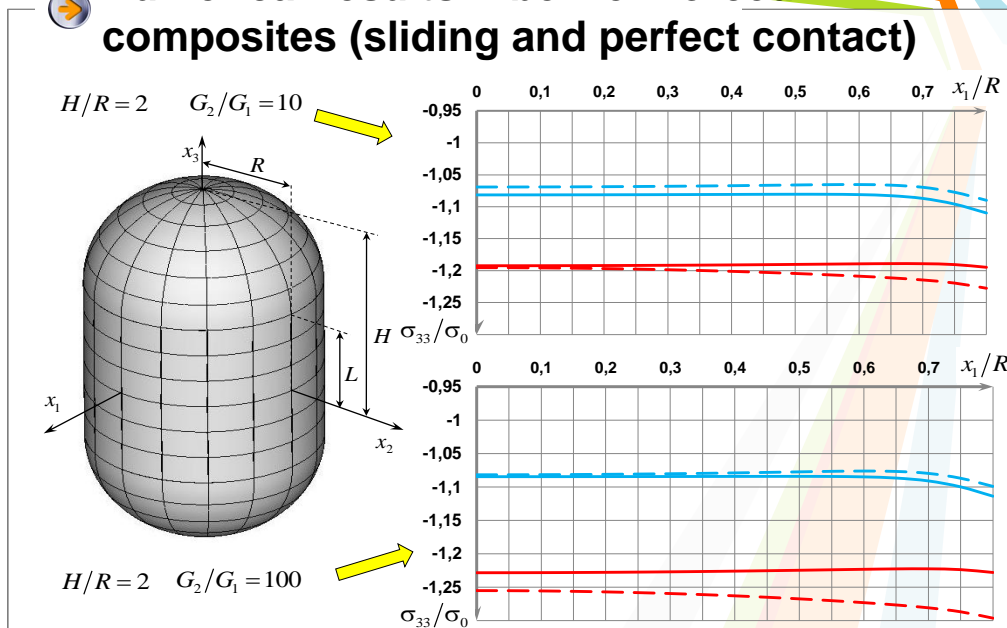 composites (sliding and perfect contact)
H/R = 2 G₂/G₁ = 10
x₃
R
H
L
x₁
x₂
H/R = 2 G₂/G₁ = 100
0 0,1 0,2 0,3 0,4 0,5 0,6 0,7 x₁/R
-0,95
-1
-1,05
-1,1
-1,15
-1,2
-1,25
σ₃₃/σ₀
0 0,1 0,2 0,3 0,4 0,5 0,6 0,7 x₁/R
-0,95
-1
-1,05
-1,1
-1,15
-1,2
-1,25
σ₃₃/σ₀